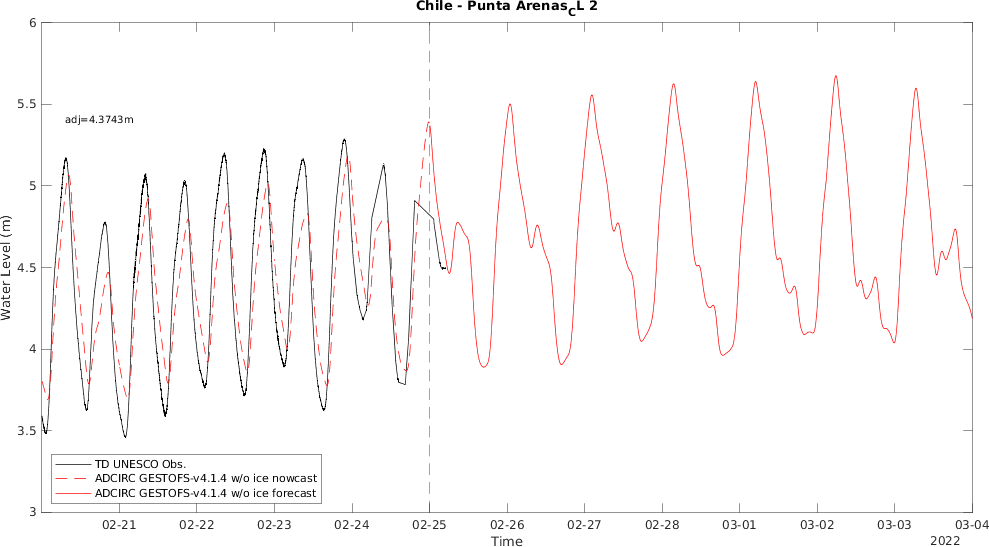 Chile - Punta Arenas_CL 2
6
5.5
5
4.5
4
3.5
3
Water Level (m)
adj=4.3743m
TD UNESCO Obs.
ADCIRC GESTOFS-v4.1.4 w/o ice nowcast
ADCIRC GESTOFS-v4.1.4 w/o ice forecast
02-21 02-22 02-23 02-24 02-25 02-26 02-27 02-28 03-01 03-02 03-03 03-04
Time
2022